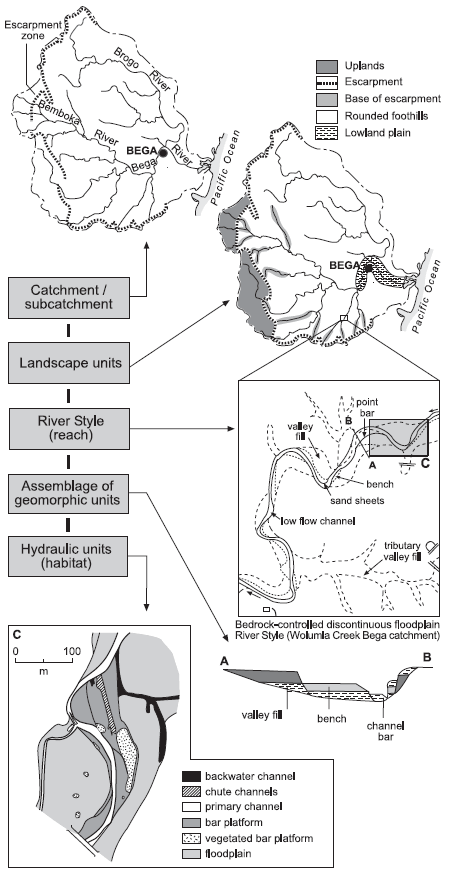 Escarpment
zone
Brogo
River
Bemboka
River
BEGA
Bega
River
Pacific Ocean
Uplands
Escarpment
Base of escarpment
Rounded foothills
Lowland plain
BEGA
Pacific Ocean
Catchment /
subcatchment
Landscape units
River Style
(reach)
Assemblage of
geomorphic units
Hydraulic units
(habitat)
point
bar
valley
fill
B
A
C
bench
sand sheets
low flow channel
tributary
valley fill
Bedrock-controlled discontinuous floodplain
River Style (Wolumla Creek Bega catchment)
A
B
valley fill
bench
channel
bar
C
0
100
m
backwater channel
chute channels
primary channel
bar platform
vegetated bar platform
floodplain